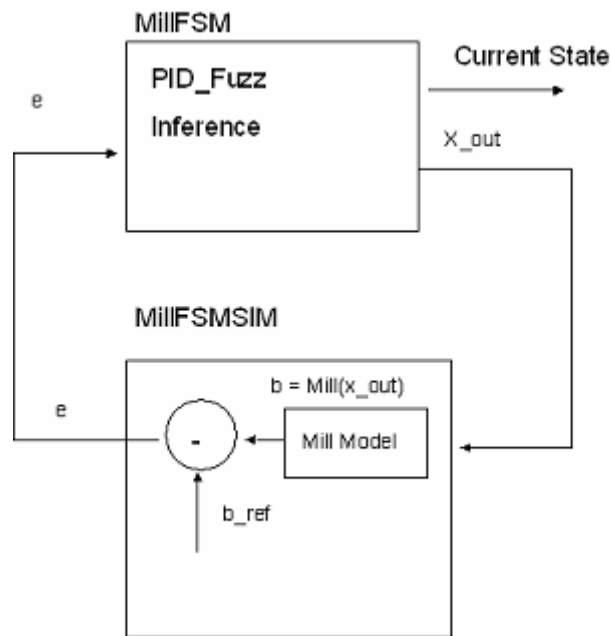 MillFSM
PID_Fuzz
Inference
Current State
e
X_out
MillFSMSIM
b = Mill(x_out)
e
-
Mill Model
b_ref